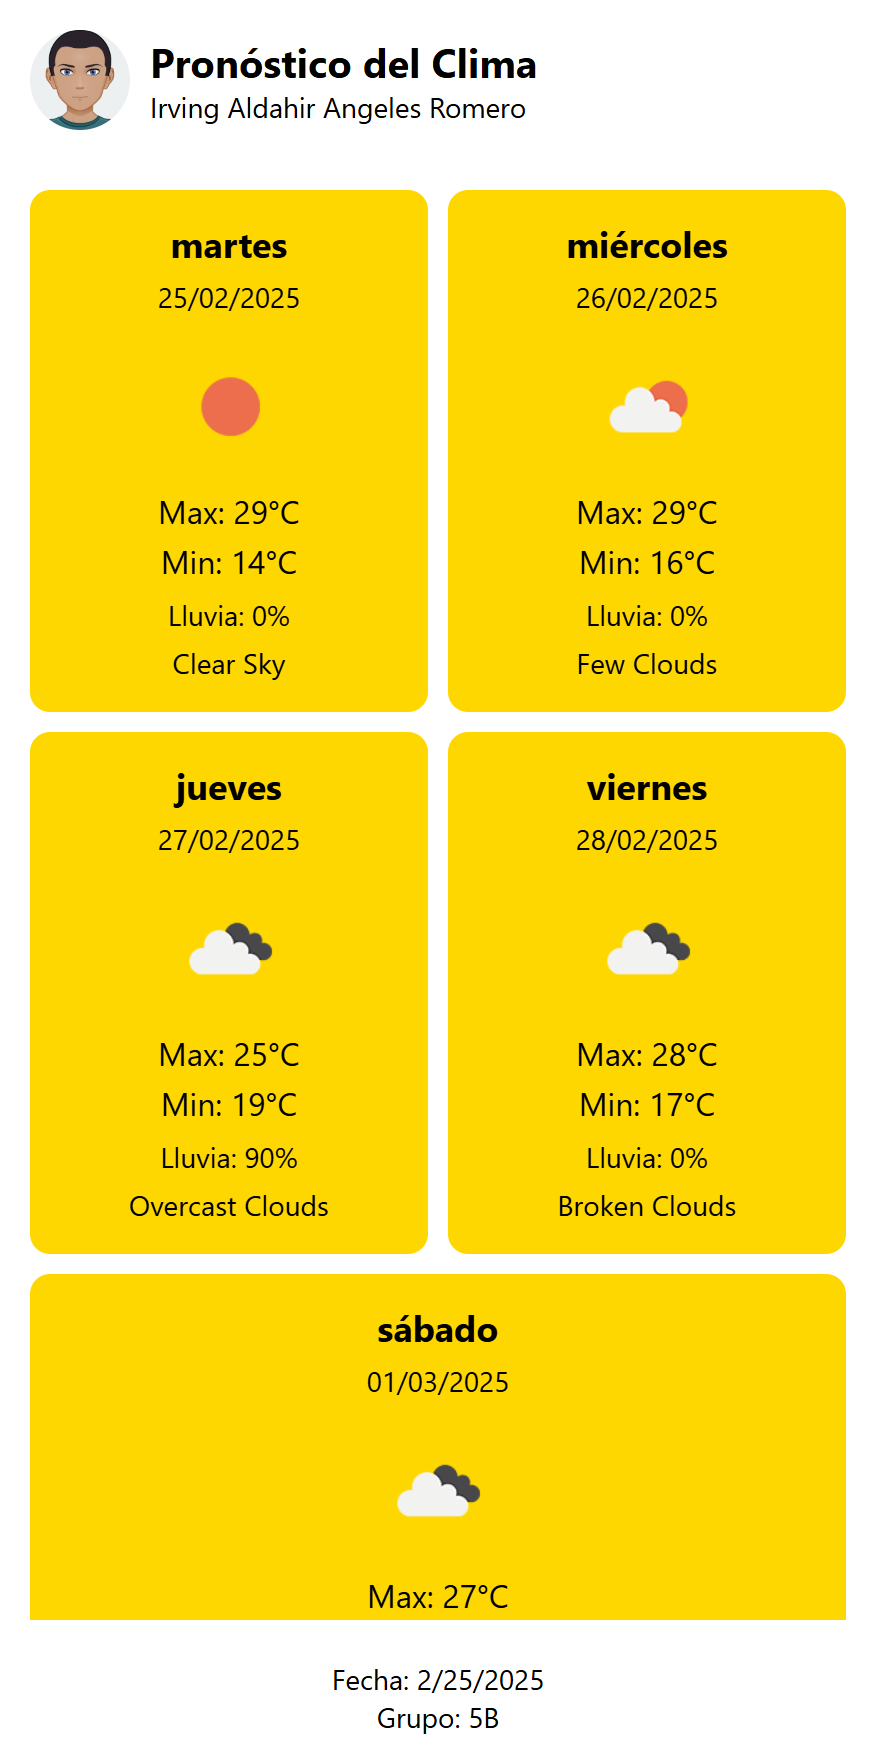 Pronóstico del Clima
Irving Aldahir Angeles Romero
martes
25/02/2025
Max: 29°C
Min: 14°C
Lluvia: 0%
Clear Sky
miércoles
26/02/2025
Max: 29°C
Min: 16°C
Lluvia: 0%
Few Clouds
jueves
27/02/2025
Max: 25°C
Min: 19°C
Lluvia: 90%
Overcast Clouds
viernes
28/02/2025
Max: 28°C
Min: 17°C
Lluvia: 0%
Broken Clouds
sábado
01/03/2025
Max: 27°C
Fecha: 2/25/2025
Grupo: 5B